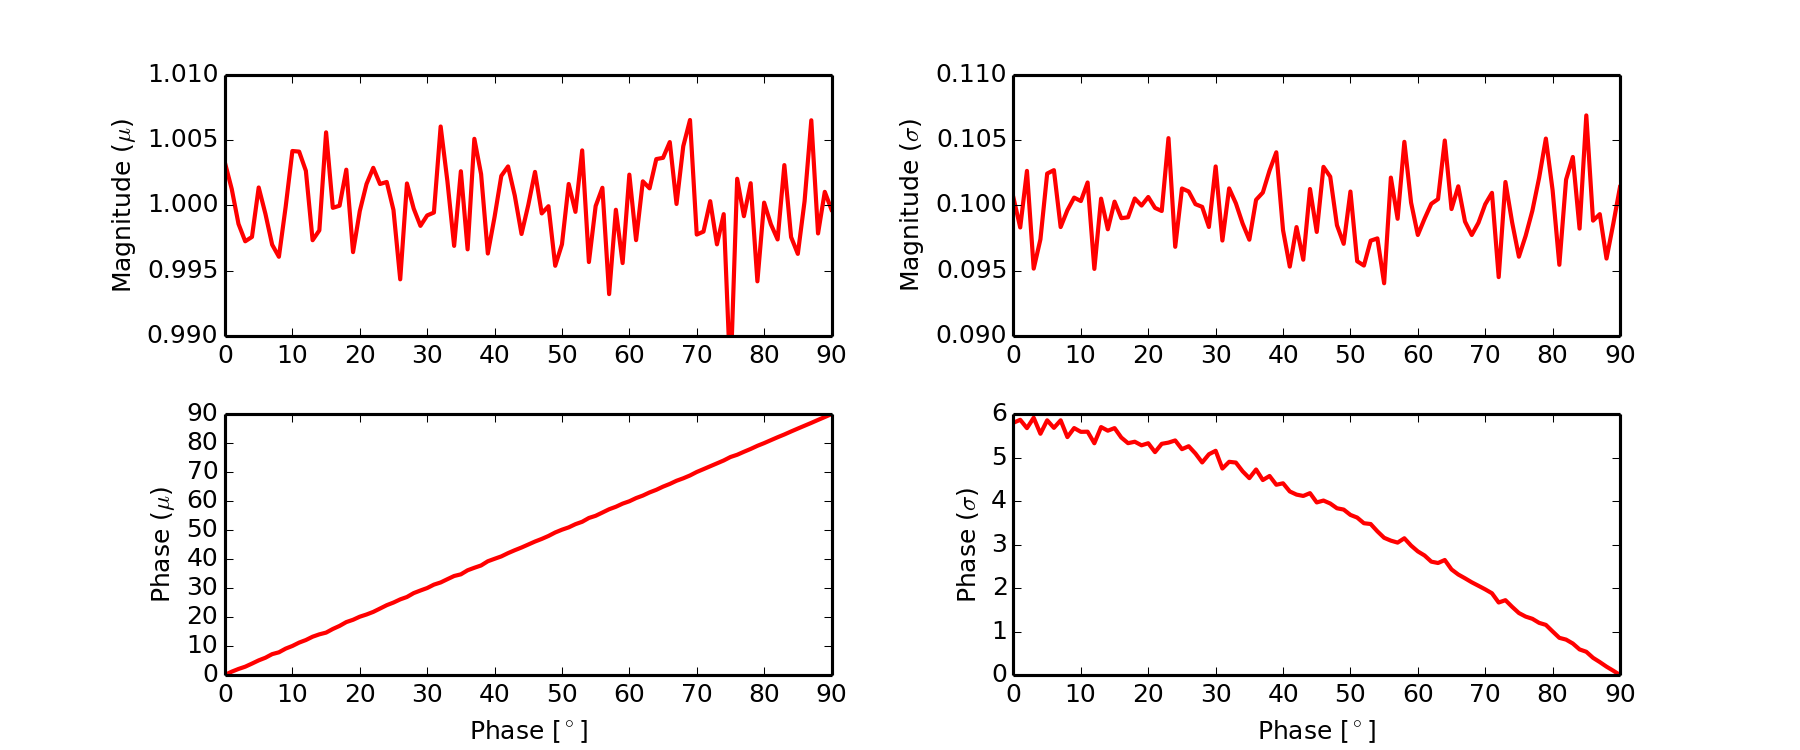 1.010
1.005
1.000
0.995
0.990
Magnitude (μ)
0 10 20 30 40 50 60 70 80 90
0.110
0.105
0.100
0.095
0.090
Magnitude (σ)
0 10 20 30 40 50 60 70 80 90
90
80
70
60
50
40
30
20
10
0
Phase (μ)
0 10 20 30 40 50 60 70 80 90
Phase [°]
6
5
4
3
2
1
0
Phase (σ)
0 10 20 30 40 50 60 70 80 90
Phase [°]